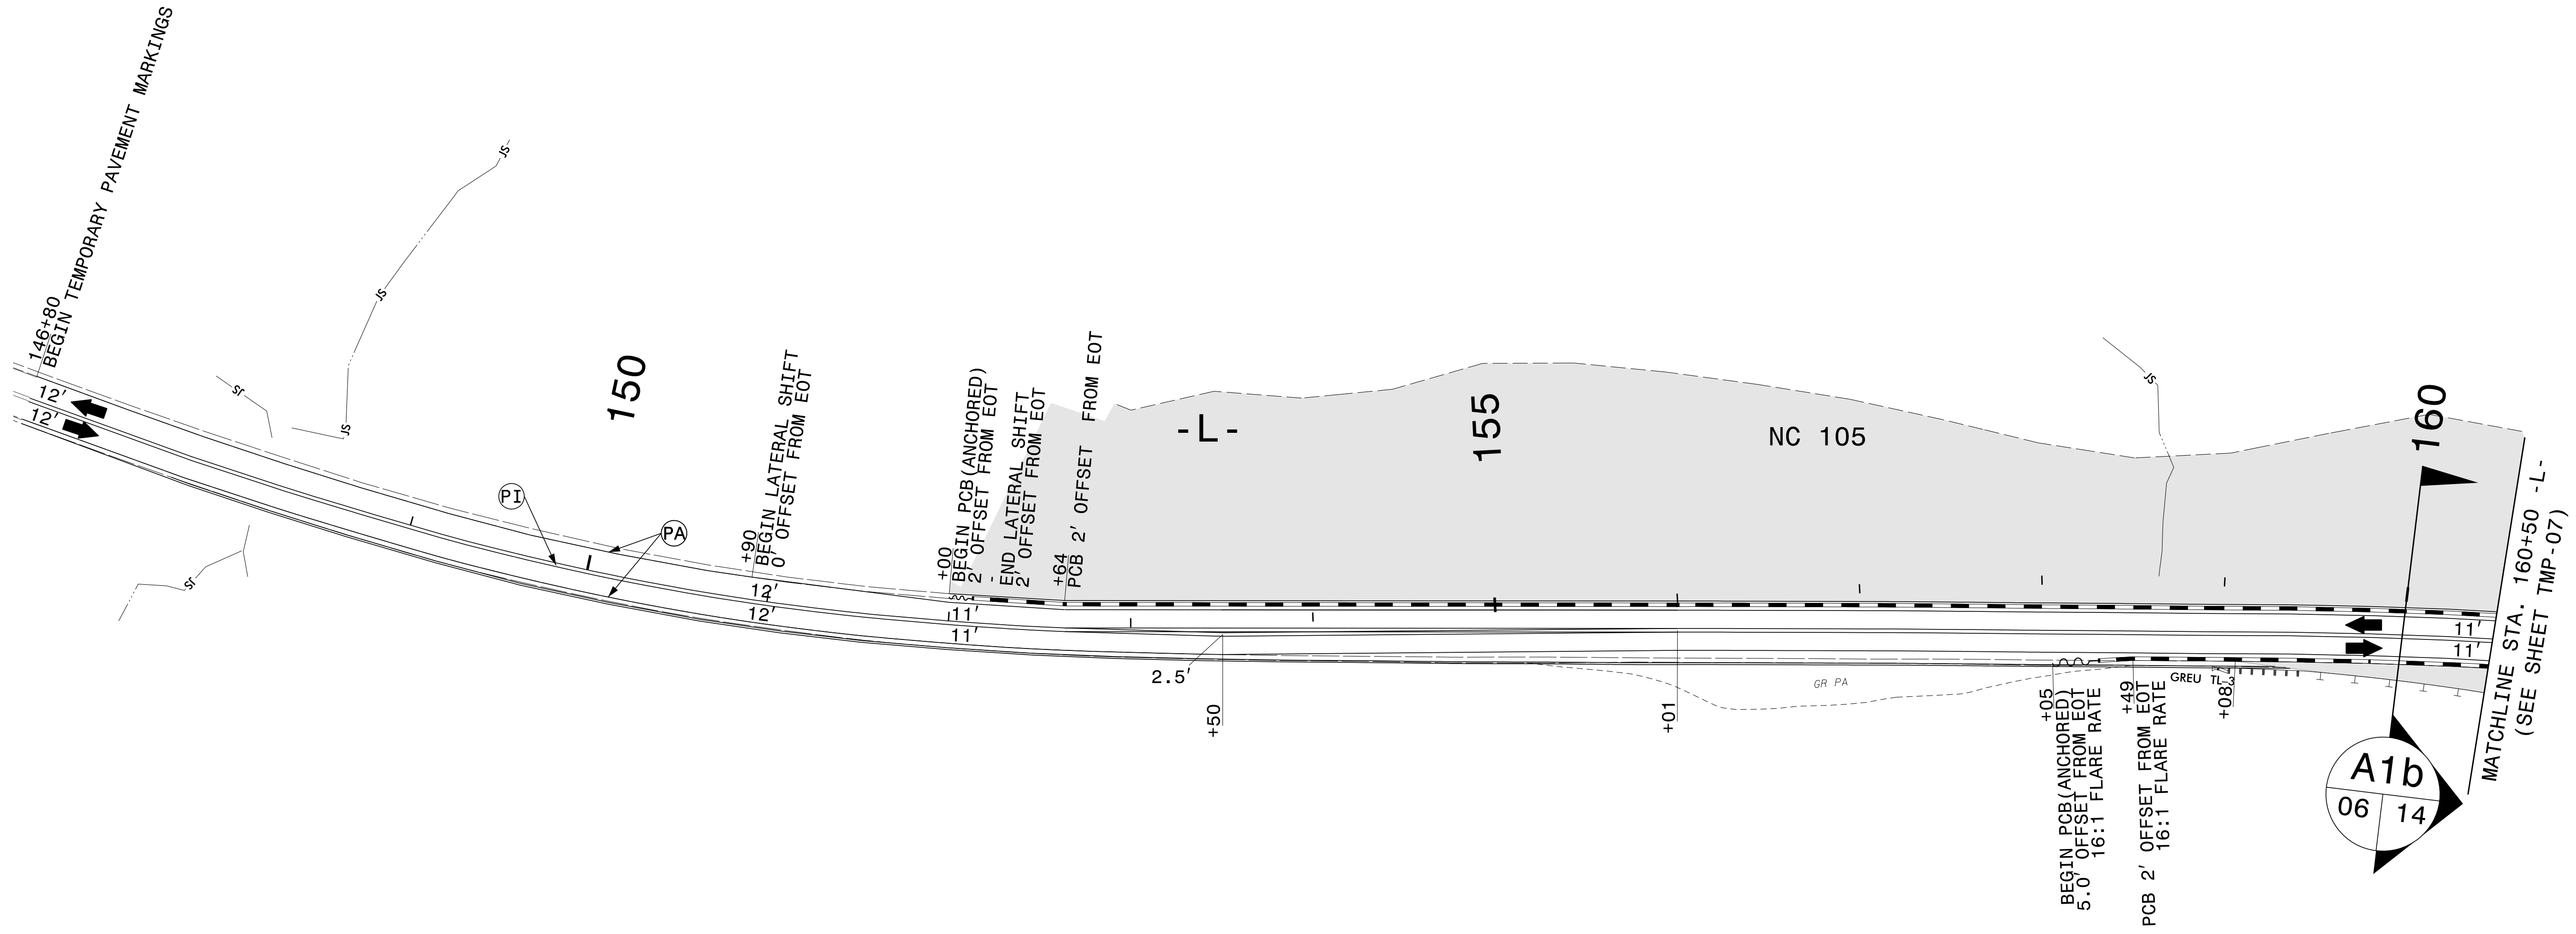 146+80
BEGIN TEMPORARY PAVEMENT MARKINGS
12'
12'
JS
JS
JS
JS
JS
150
PI
PA
+90
BEGIN LATERAL SHIFT
0' OFFSET FROM EOT
12'
12'
+00
BEGIN PCB(ANCHORED)
2' OFFSET FROM EOT
-
END LATERAL SHIFT
2' OFFSET FROM EOT
11'
11'
+64
PCB 2' OFFSET FROM EOT
-L-
2.5'
+50
155
NC 105
+01
GR PA
JS
+05
BEGIN PCB(ANCHORED)
5.0' OFFSET FROM EOT
16:1 FLARE RATE
+49
PCB 2' OFFSET FROM EOT
16:1 FLARE RATE
GREU TL-3
+08
160
11'
11'
A1b
06 14
MATCHLINE STA. 160+50 -L-
(SEE SHEET TMP-07)